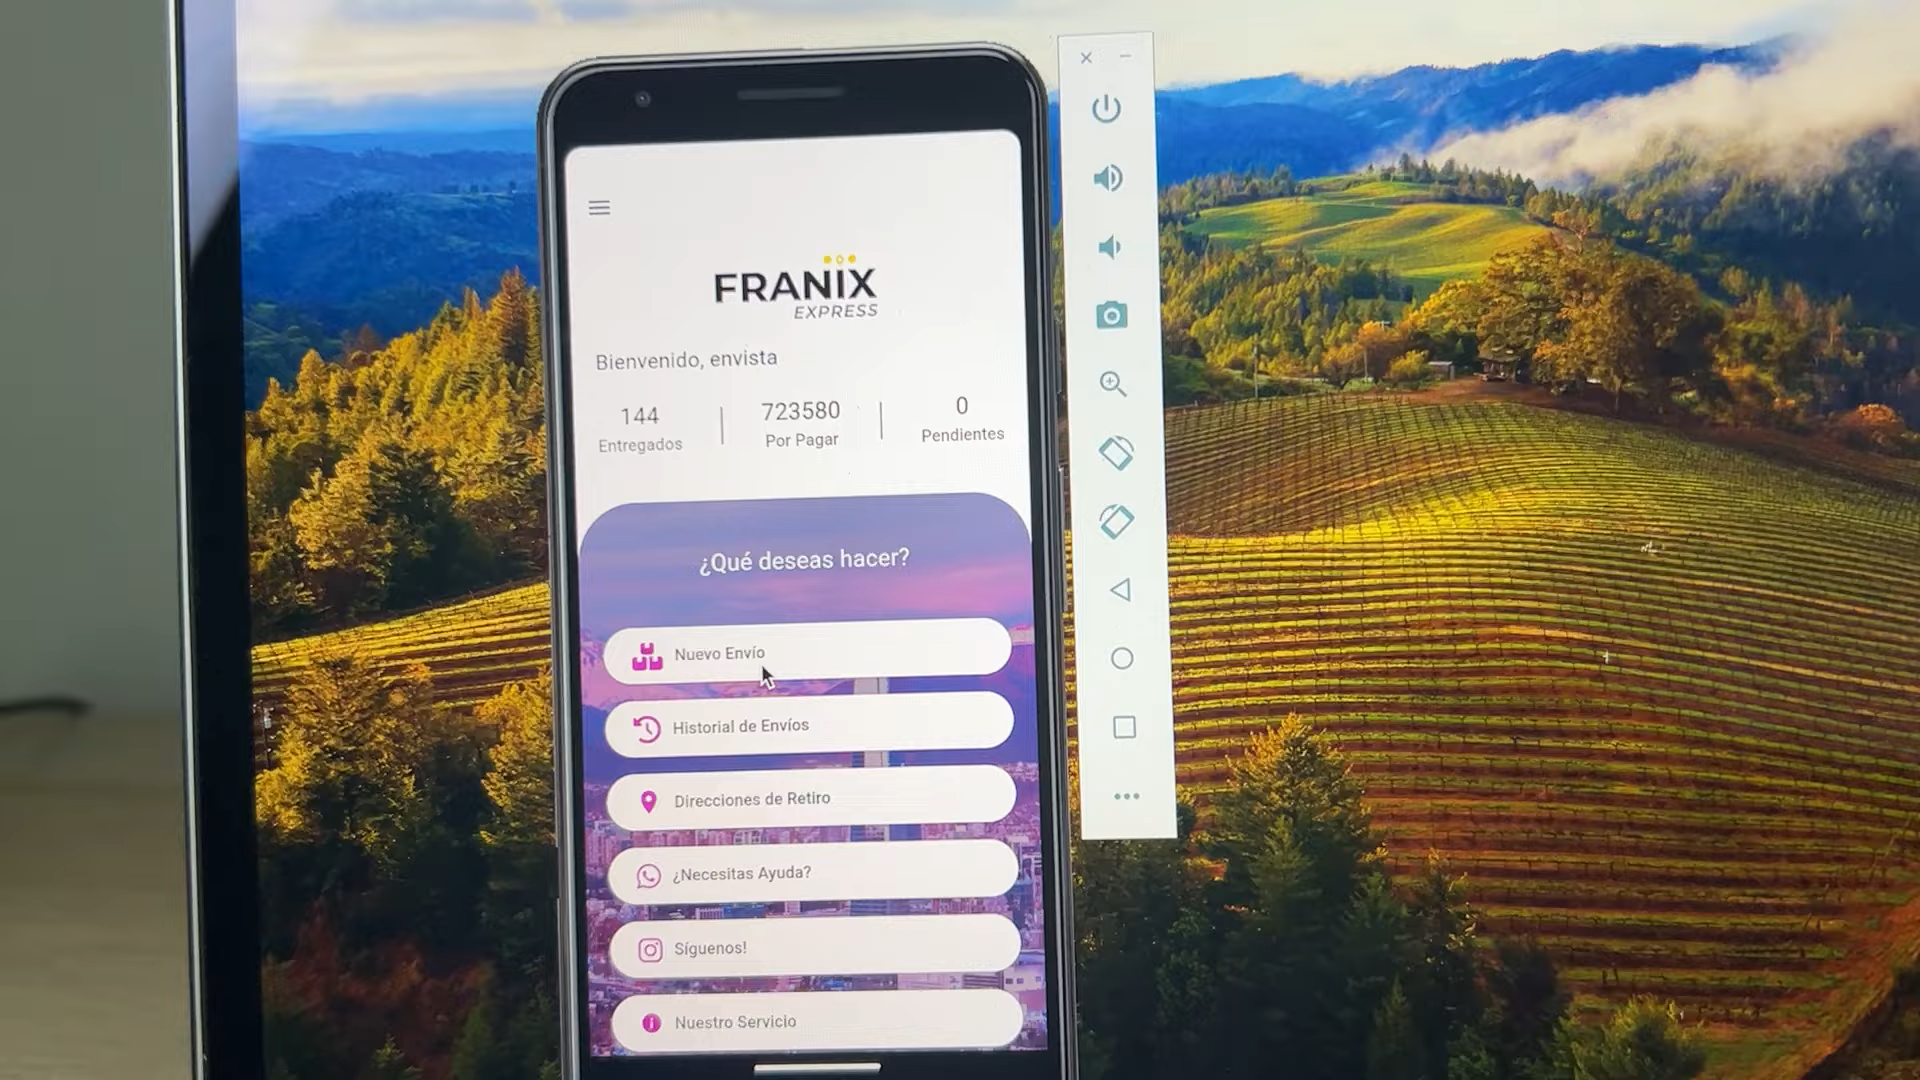 FRANIX
EXPRESS
Bienvenido, envista
144
Entregados
723580
Por Pagar
0
Pendientes
¿Qué deseas hacer?
Nuevo Envío
Historial de Envíos
Direcciones de Retiro
¿Necesitas Ayuda?
Síguenos!
Nuestro Servicio